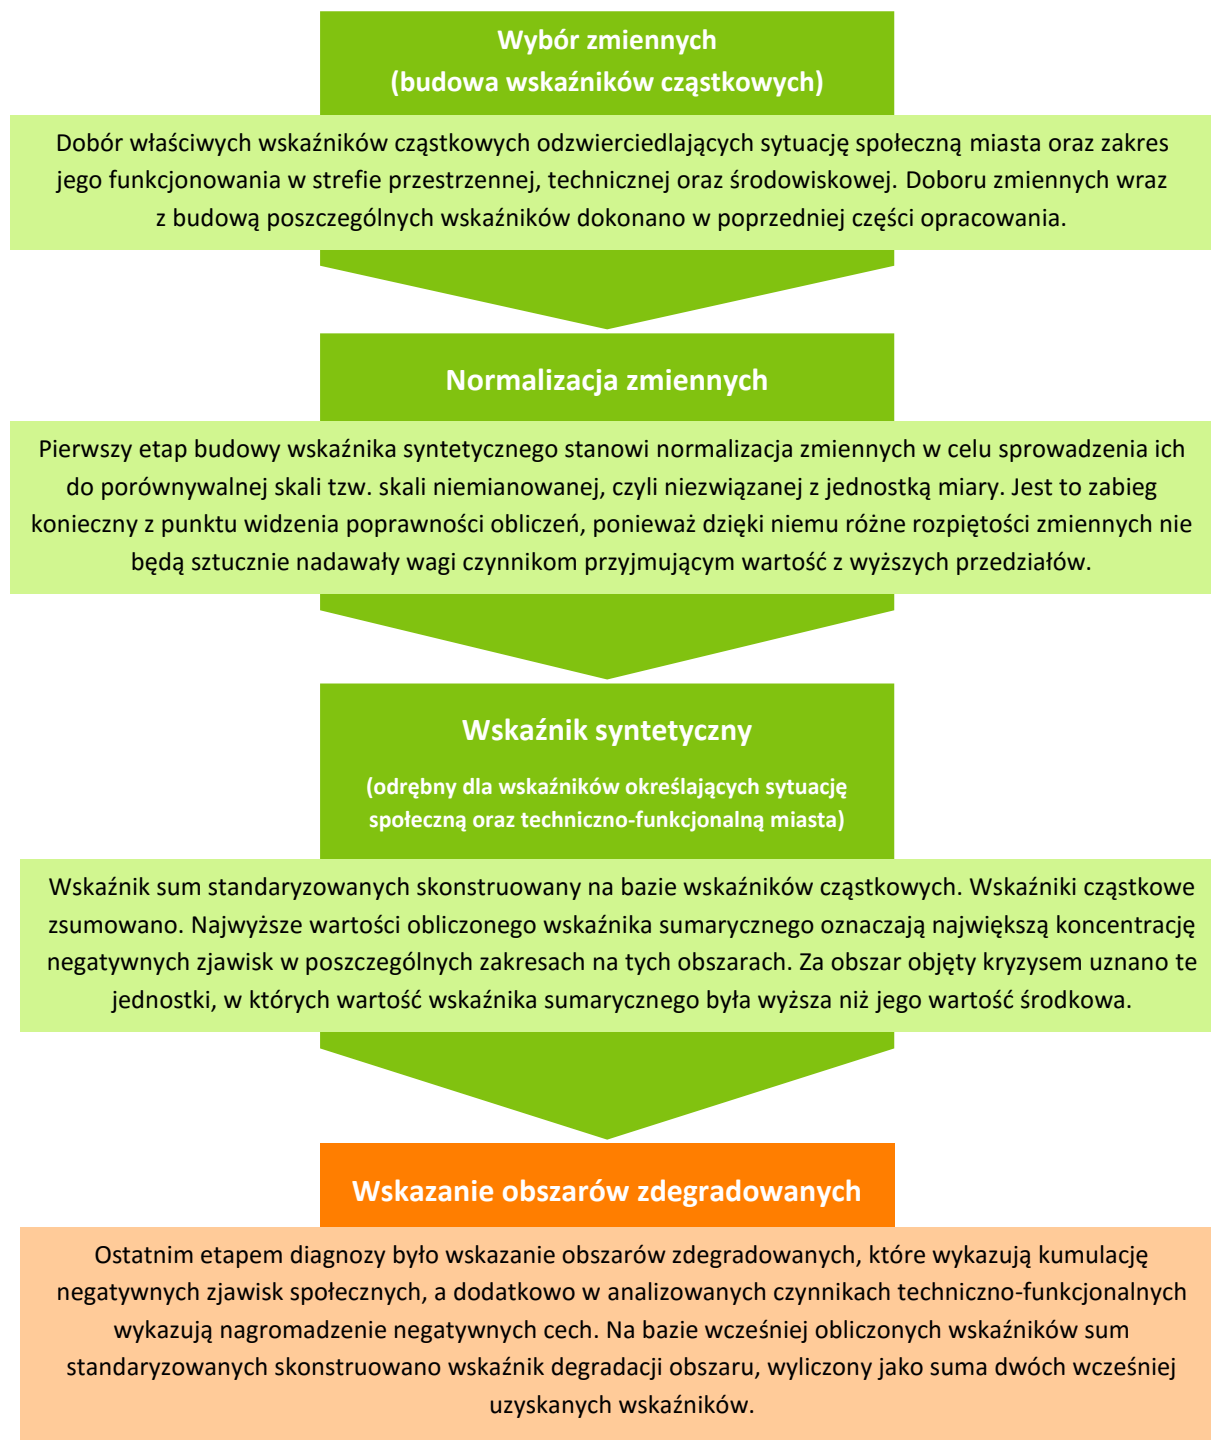 Wybór zmiennych
(budowa wskaźników cząstkowych)
Dobór właściwych wskaźników cząstkowych odzwierciedlających sytuację społeczną miasta oraz zakres
jego funkcjonowania w strefie przestrzennej, technicznej oraz środowiskowej. Doboru zmiennych wraz
z budową poszczególnych wskaźników dokonano w poprzedniej części opracowania.
Normalizacja zmiennych
Pierwszy etap budowy wskaźnika syntetycznego stanowi normalizacja zmiennych w celu sprowadzenia ich
do porównywalnej skali tzw. skali niemianowanej, czyli niezwiązanej z jednostką miary. Jest to zabieg
konieczny z punktu widzenia poprawności obliczeń, ponieważ dzięki niemu różne rozpiętości zmiennych nie
będą sztucznie nadawały wagi czynnikom przyjmującym wartość z wyższych przedziałów.
Wskaźnik syntetyczny
(odrębny dla wskaźników określających sytuację
społeczną oraz techniczno-funkcjonalną miasta)
Wskaźnik sum standaryzowanych skonstruowany na bazie wskaźników cząstkowych. Wskaźniki cząstkowe
zsumowano. Najwyższe wartości obliczonego wskaźnika sumarycznego oznaczają największą koncentrację
negatywnych zjawisk w poszczególnych zakresach na tych obszarach. Za obszar objęty kryzysem uznano te
jednostki, w których wartość wskaźnika sumarycznego była wyższa niż jego wartość środkowa.
Wskazanie obszarów zdegradowanych
Ostatnim etapem diagnozy było wskazanie obszarów zdegradowanych, które wykazują kumulację
negatywnych zjawisk społecznych, a dodatkowo w analizowanych czynnikach techniczno-funkcjonalnych
wykazują nagromadzenie negatywnych cech. Na bazie wcześniej obliczonych wskaźników sum
standaryzowanych skonstruowano wskaźnik degradacji obszaru, wyliczony jako suma dwóch wcześniej
uzyskanych wskaźników.